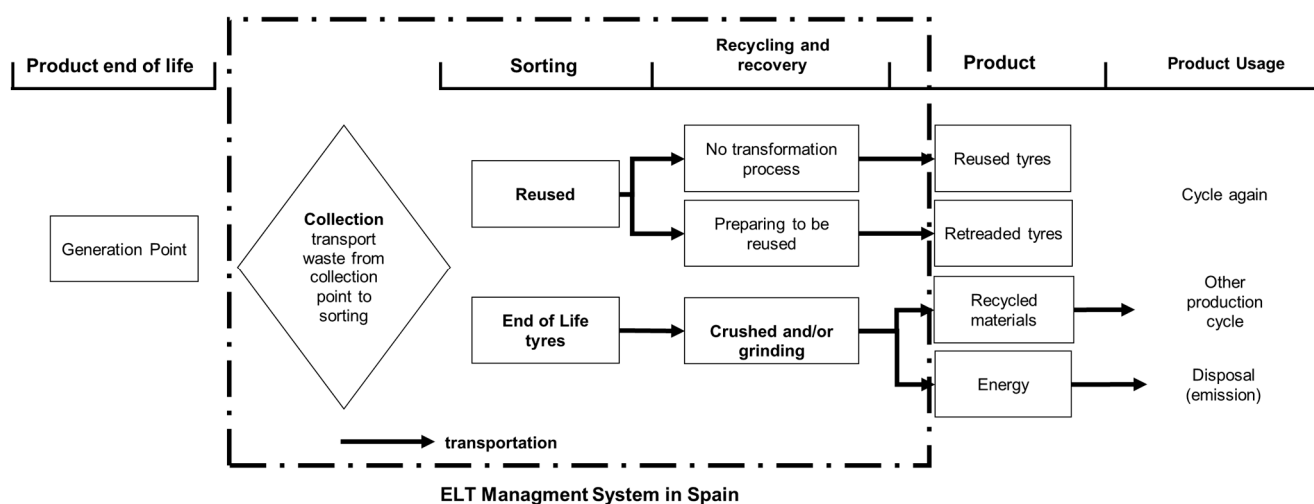 Product end of life
Sorting
Recycling and
recovery
Product
Product Usage
Generation Point
Collection
transport
waste from
collection
point to
sorting
Reused
No transformation
process
Reused tyres
Preparing to be
reused
Retreaded tyres
Cycle again
End of Life
tyres
Crushed and/or
grinding
Recycled
materials
Other
production
cycle
Energy
Disposal
(emission)
transportation
ELT Managment System in Spain